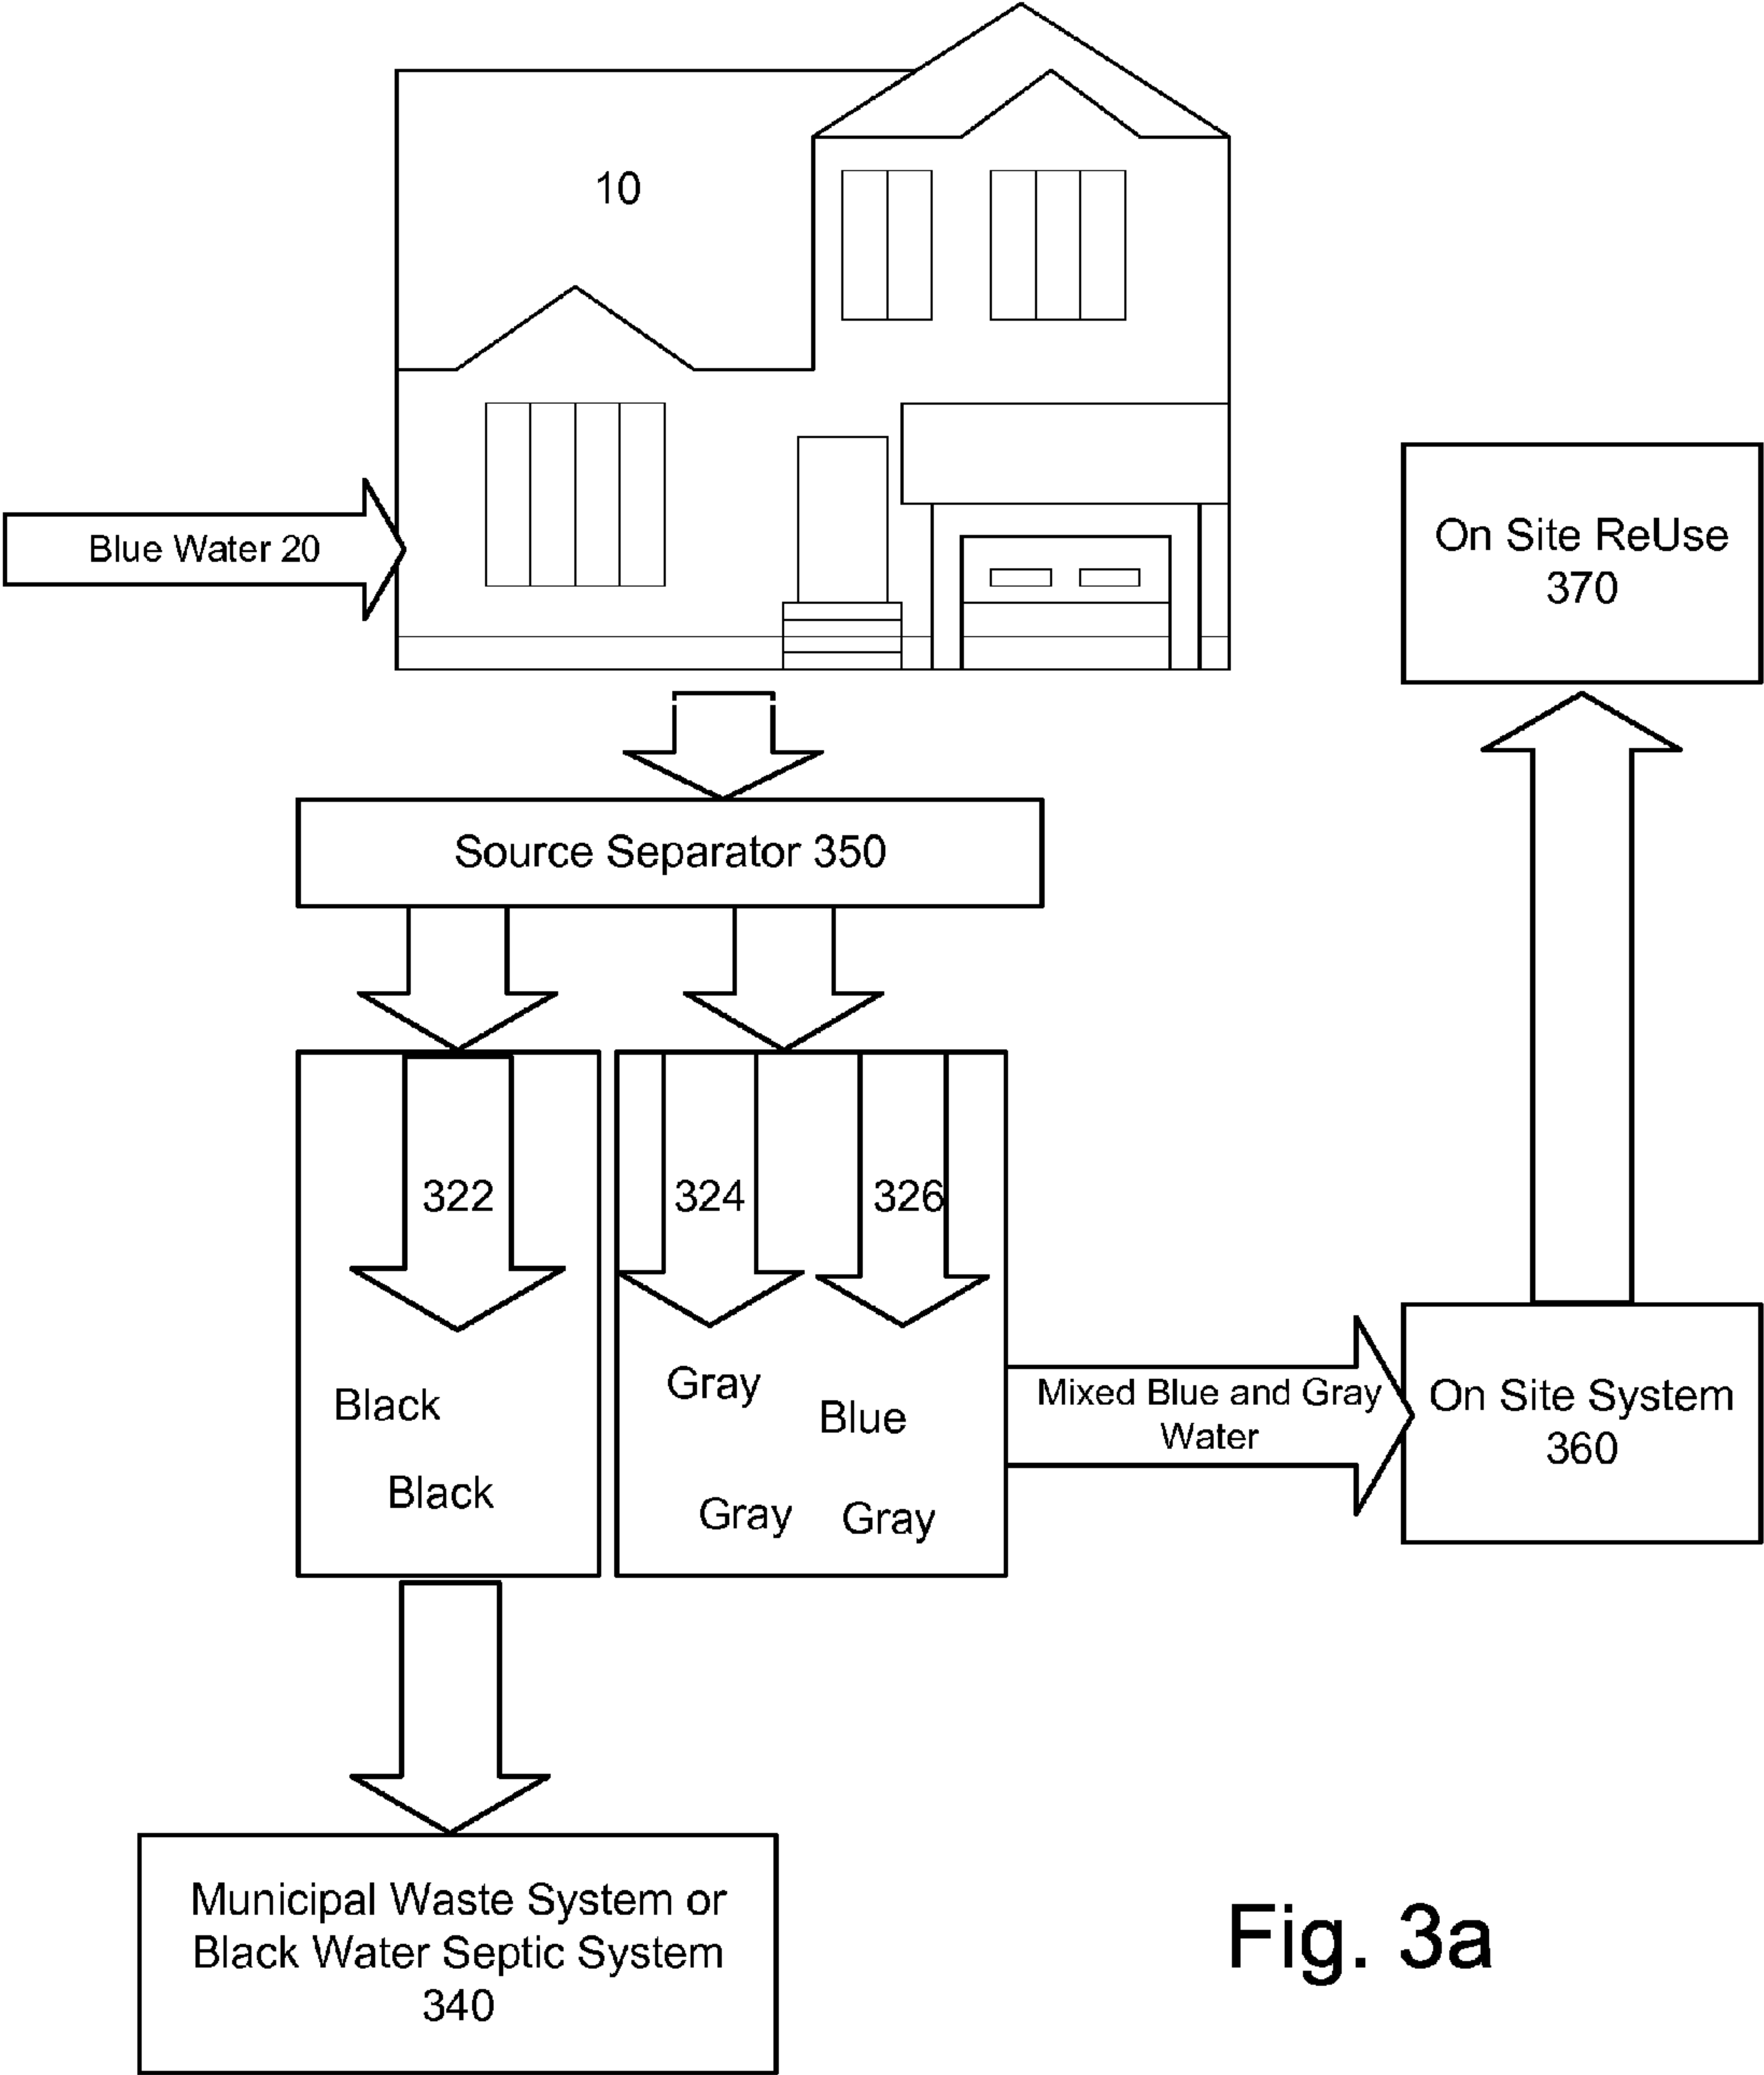 10
Blue Water 20
On Site ReUse
370
Source Separator 350
322
324
326
Black
Black
Gray
Blue
Gray
Gray
Mixed Blue and Gray
Water
On Site System
360
Municipal Waste System or
Black Water Septic System
340
Fig. 3a